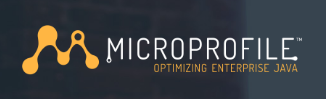 MICROPROFILE™
OPTIMIZING ENTERPRISE JAVA